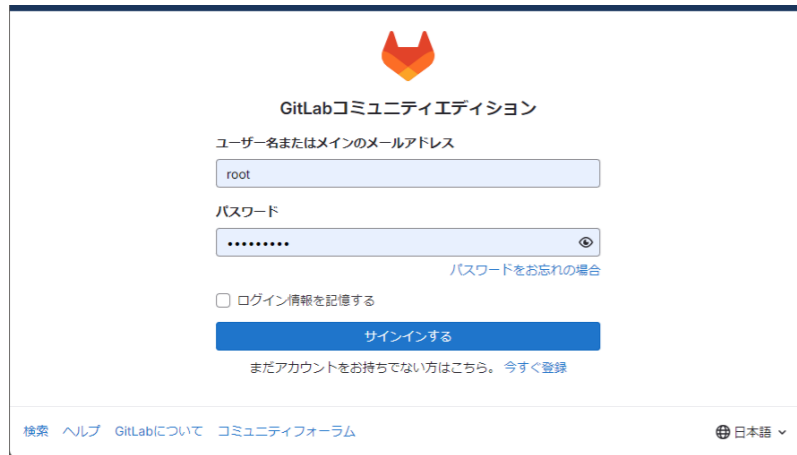 GitLabコミュニティエディション
ユーザー名またはメインのメールアドレス
root
パスワード
•••••••••
パスワードをお忘れの場合
ログイン情報を記憶する
サインインする
まだアカウントをお持ちでない方はこちら。 今すぐ登録
検索 ヘルプ GitLabについて コミュニティフォーラム 日本語